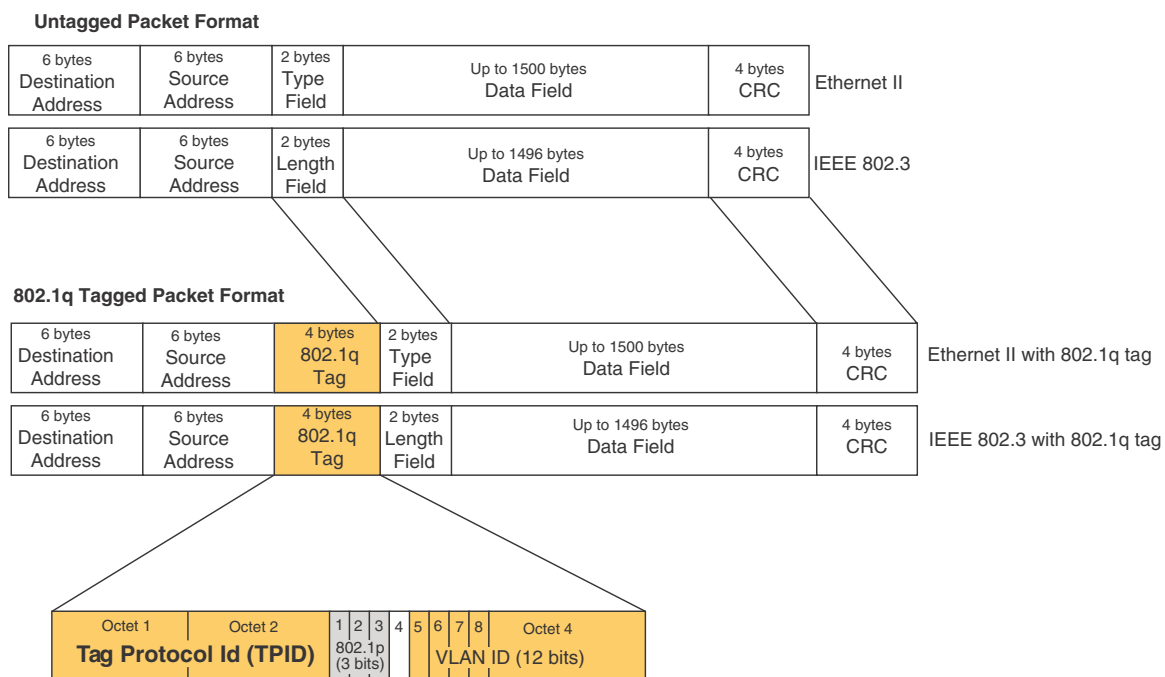 Untagged Packet Format
6 bytes
Destination
Address
6 bytes
Source
Address
2 bytes
Type
Field
Up to 1500 bytes
Data Field
4 bytes
CRC
Ethernet II
6 bytes
Destination
Address
6 bytes
Source
Address
2 bytes
Length
Field
Up to 1496 bytes
Data Field
4 bytes
CRC
IEEE 802.3
802.1q Tagged Packet Format
6 bytes
Destination
Address
6 bytes
Source
Address
4 bytes
802.1q
Tag
2 bytes
Type
Field
Up to 1500 bytes
Data Field
4 bytes
CRC
Ethernet II with 802.1q tag
6 bytes
Destination
Address
6 bytes
Source
Address
4 bytes
802.1q
Tag
2 bytes
Length
Field
Up to 1496 bytes
Data Field
4 bytes
CRC
IEEE 802.3 with 802.1q tag
Octet 1
Octet 2
Tag Protocol Id (TPID)
1 2 3 4 5 6 7 8
802.1p
(3 bits)
Octet 4
VLAN ID (12 bits)